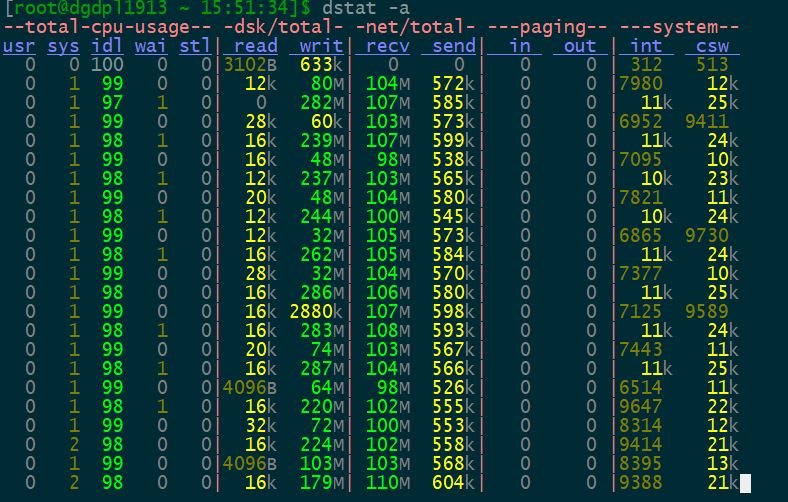 [root@dgdpl1913 ~ 15:51:34]$ dstat -a
--total-cpu-usage-- -dsk/total- -net/total- ---paging-- ---system--
usr sys idl wai stl| read writ| recv send| in out | int csw
0 0 100 0 0|3102B 633k| 0 0 | 0 0 | 312 513
0 1 99 0 0| 12k 80M| 104M 572k| 0 0 |7980 12k
0 1 97 1 0| 0 282M| 107M 585k| 0 0 | 11k 25k
0 1 99 0 0| 28k 60k| 103M 573k| 0 0 |6952 9411
0 1 98 1 0| 16k 239M| 107M 599k| 0 0 | 11k 24k
0 1 99 0 0| 16k 48M| 98M 538k| 0 0 |7095 10k
0 1 98 1 0| 12k 237M| 103M 565k| 0 0 | 10k 23k
0 1 99 0 0| 20k 48M| 104M 580k| 0 0 |7821 11k
0 1 98 1 0| 12k 244M| 100M 545k| 0 0 | 10k 24k
0 1 99 0 0| 12k 32M| 105M 573k| 0 0 |6865 9730
0 1 98 1 0| 16k 262M| 105M 584k| 0 0 | 11k 24k
0 1 99 0 0| 28k 32M| 104M 570k| 0 0 |7377 10k
0 1 98 0 0| 16k 286M| 106M 580k| 0 0 | 11k 25k
0 1 99 0 0| 16k 2880k| 107M 598k| 0 0 |7125 9589
0 1 98 1 0| 16k 283M| 108M 593k| 0 0 | 11k 24k
0 1 99 0 0| 20k 74M| 103M 567k| 0 0 |7443 11k
0 1 98 1 0| 16k 287M| 104M 566k| 0 0 | 11k 25k
0 1 99 0 0|4096B 64M| 98M 526k| 0 0 |6514 11k
0 1 98 1 0| 16k 220M| 102M 555k| 0 0 |9647 22k
0 1 99 0 0| 32k 72M| 100M 553k| 0 0 |8314 12k
0 2 98 0 0| 16k 224M| 102M 558k| 0 0 |9414 21k
0 1 99 0 0|4096B 103M| 103M 568k| 0 0 |8395 13k
0 2 98 0 0| 16k 179M| 110M 604k| 0 0 |9388 21k